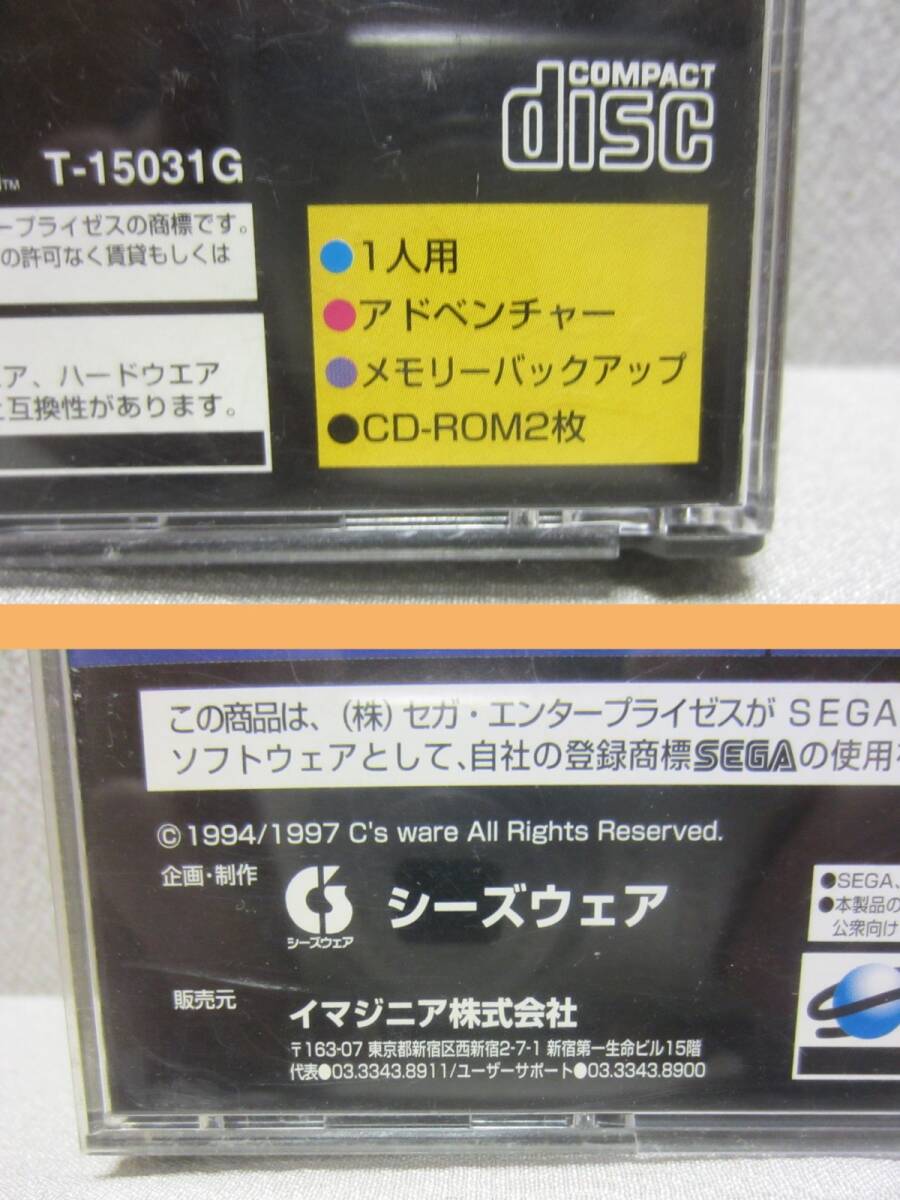 COMPACT
disc
T-15031G
TM
ープライゼスの商標です。
の許可なく賃貸もしくは
ェア、ハードウエア
と互換性があります。
●1人用
●アドベンチャー
●メモリーバックアップ
●CD-ROM2枚
この商品は、(株)セガ・エンタープライゼスが SEGA
ソフトウェアとして、自社の登録商標SEGAの使用
© 1994/1997 C's ware All Rights Reserved.
企画・制作
シーズウェア
シーズウェア
●SEGA、
●本製品の
公衆向け
販売元
イマジニア株式会社
〒163-07 東京都新宿区西新宿2-7-1 新宿第一生命ビル15階
代表●03.3343.8911/ユーザーサポート●03.3343.8900